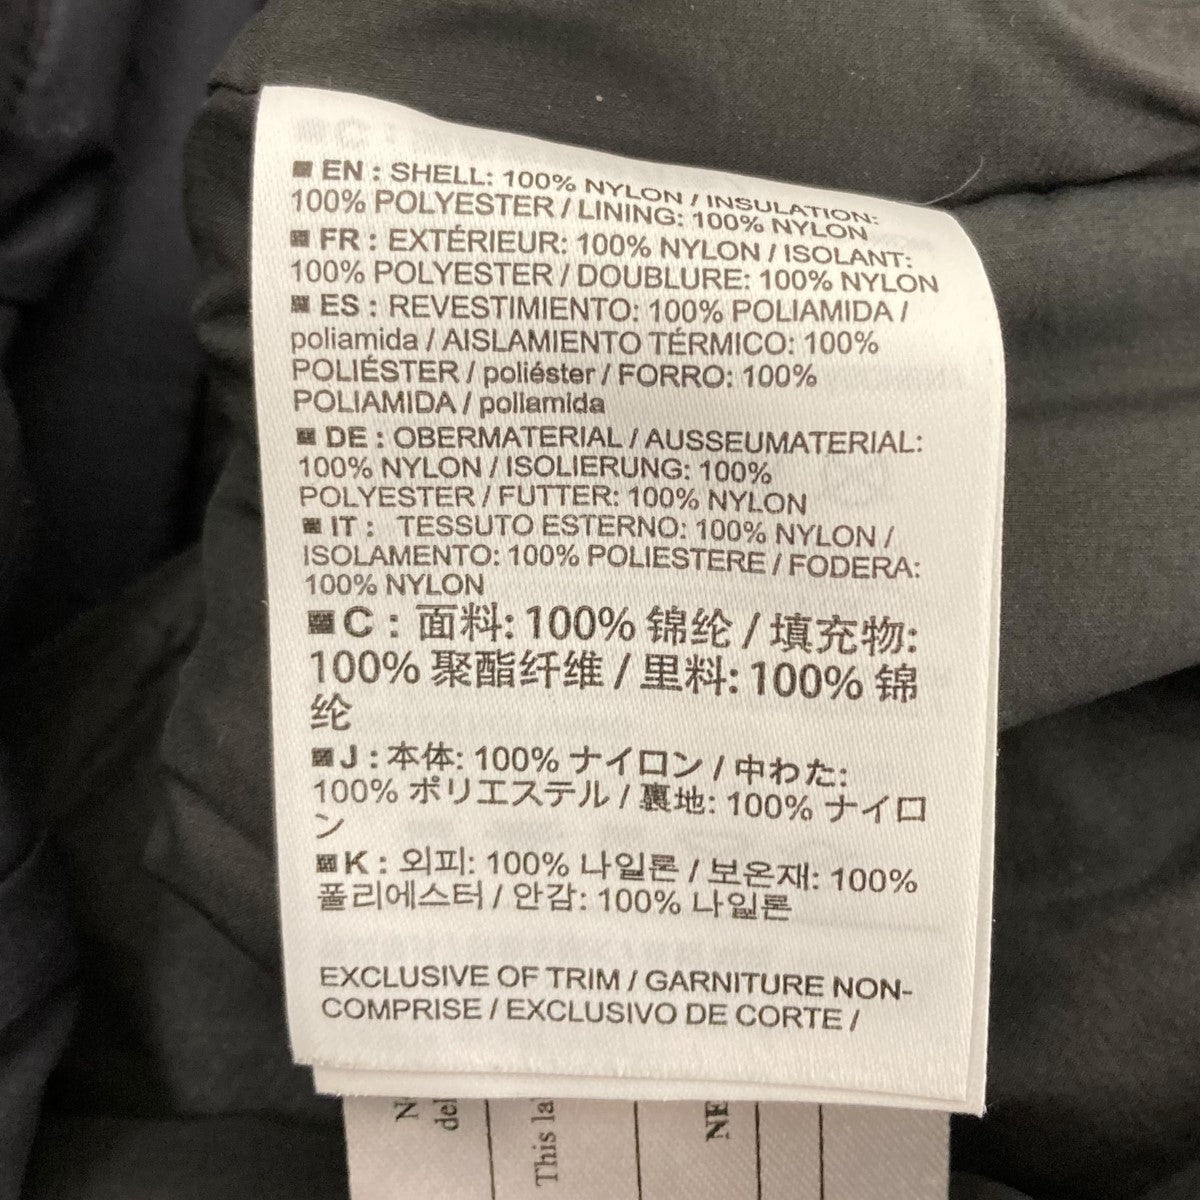 EN : SHELL: 100% NYLON / INSULATION:
100% POLYESTER / LINING: 100% NYLON
FR : EXTÉRIEUR: 100% NYLON / ISOLANT:
100% POLYESTER / DOUBLURE: 100% NYLON
ES : REVESTIMIENTO: 100% POLIAMIDA /
poliamida / AISLAMIENTO TÉRMICO: 100%
POLIÉSTER / poliéster / FORRO: 100%
POLIAMIDA / poliamida
DE : OBERMATERIAL / AUSSEUMATERIAL:
100% NYLON / ISOLIERUNG: 100%
POLYESTER / FUTTER: 100% NYLON
IT : TESSUTO ESTERNO: 100% NYLON /
ISOLAMENTO: 100% POLIESTERE / FODERA:
100% NYLON
C : 面料: 100% 锦纶 / 填充物:
100% 聚酯纤维 / 里料: 100% 锦
纶
J : 本体: 100% ナイロン / 中わた:
100% ポリエステル / 裏地: 100% ナイロ
ン
K : 외피: 100% 나일론 / 보온재: 100%
폴리에스터 / 안감: 100% 나일론
EXCLUSIVE OF TRIM / GARNITURE NON-
COMPRISE / EXCLUSIVO DE CORTE /
This